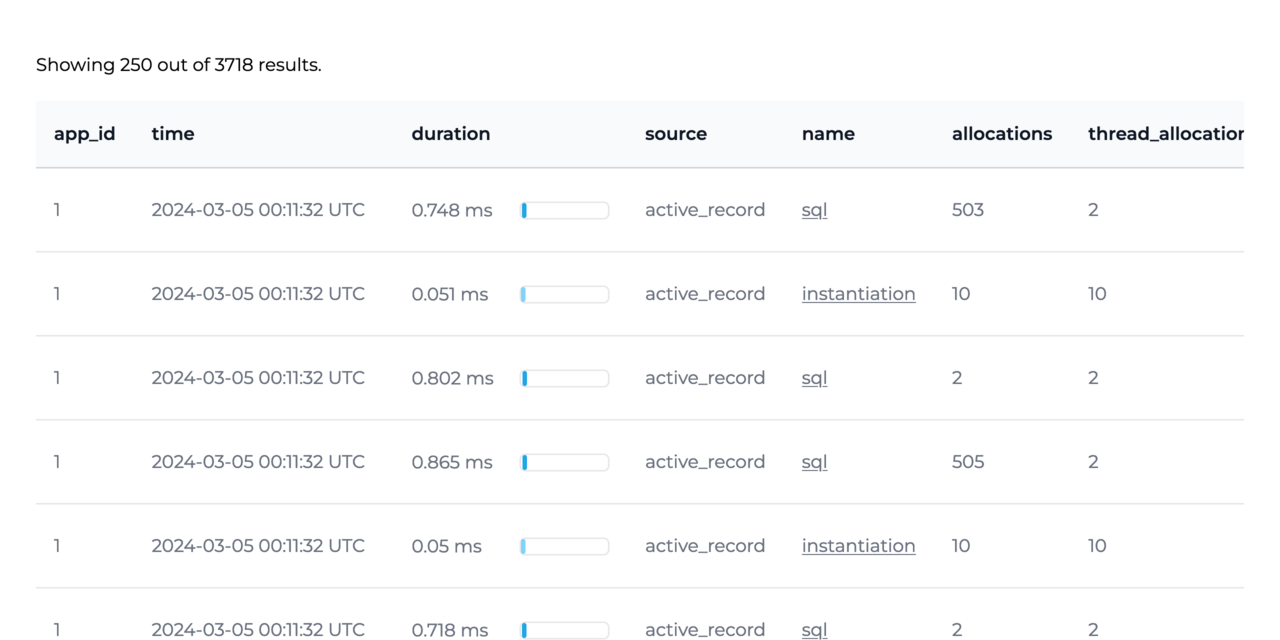 Showing 250 out of 3718 results.
app_id time duration source name allocations thread_allocation
1 2024-03-05 00:11:32 UTC 0.748 ms active_record sql 503 2
1 2024-03-05 00:11:32 UTC 0.051 ms active_record instantiation 10 10
1 2024-03-05 00:11:32 UTC 0.802 ms active_record sql 2 2
1 2024-03-05 00:11:32 UTC 0.865 ms active_record sql 505 2
1 2024-03-05 00:11:32 UTC 0.05 ms active_record instantiation 10 10
1 2024-03-05 00:11:32 UTC 0.718 ms active_record sql 2 2